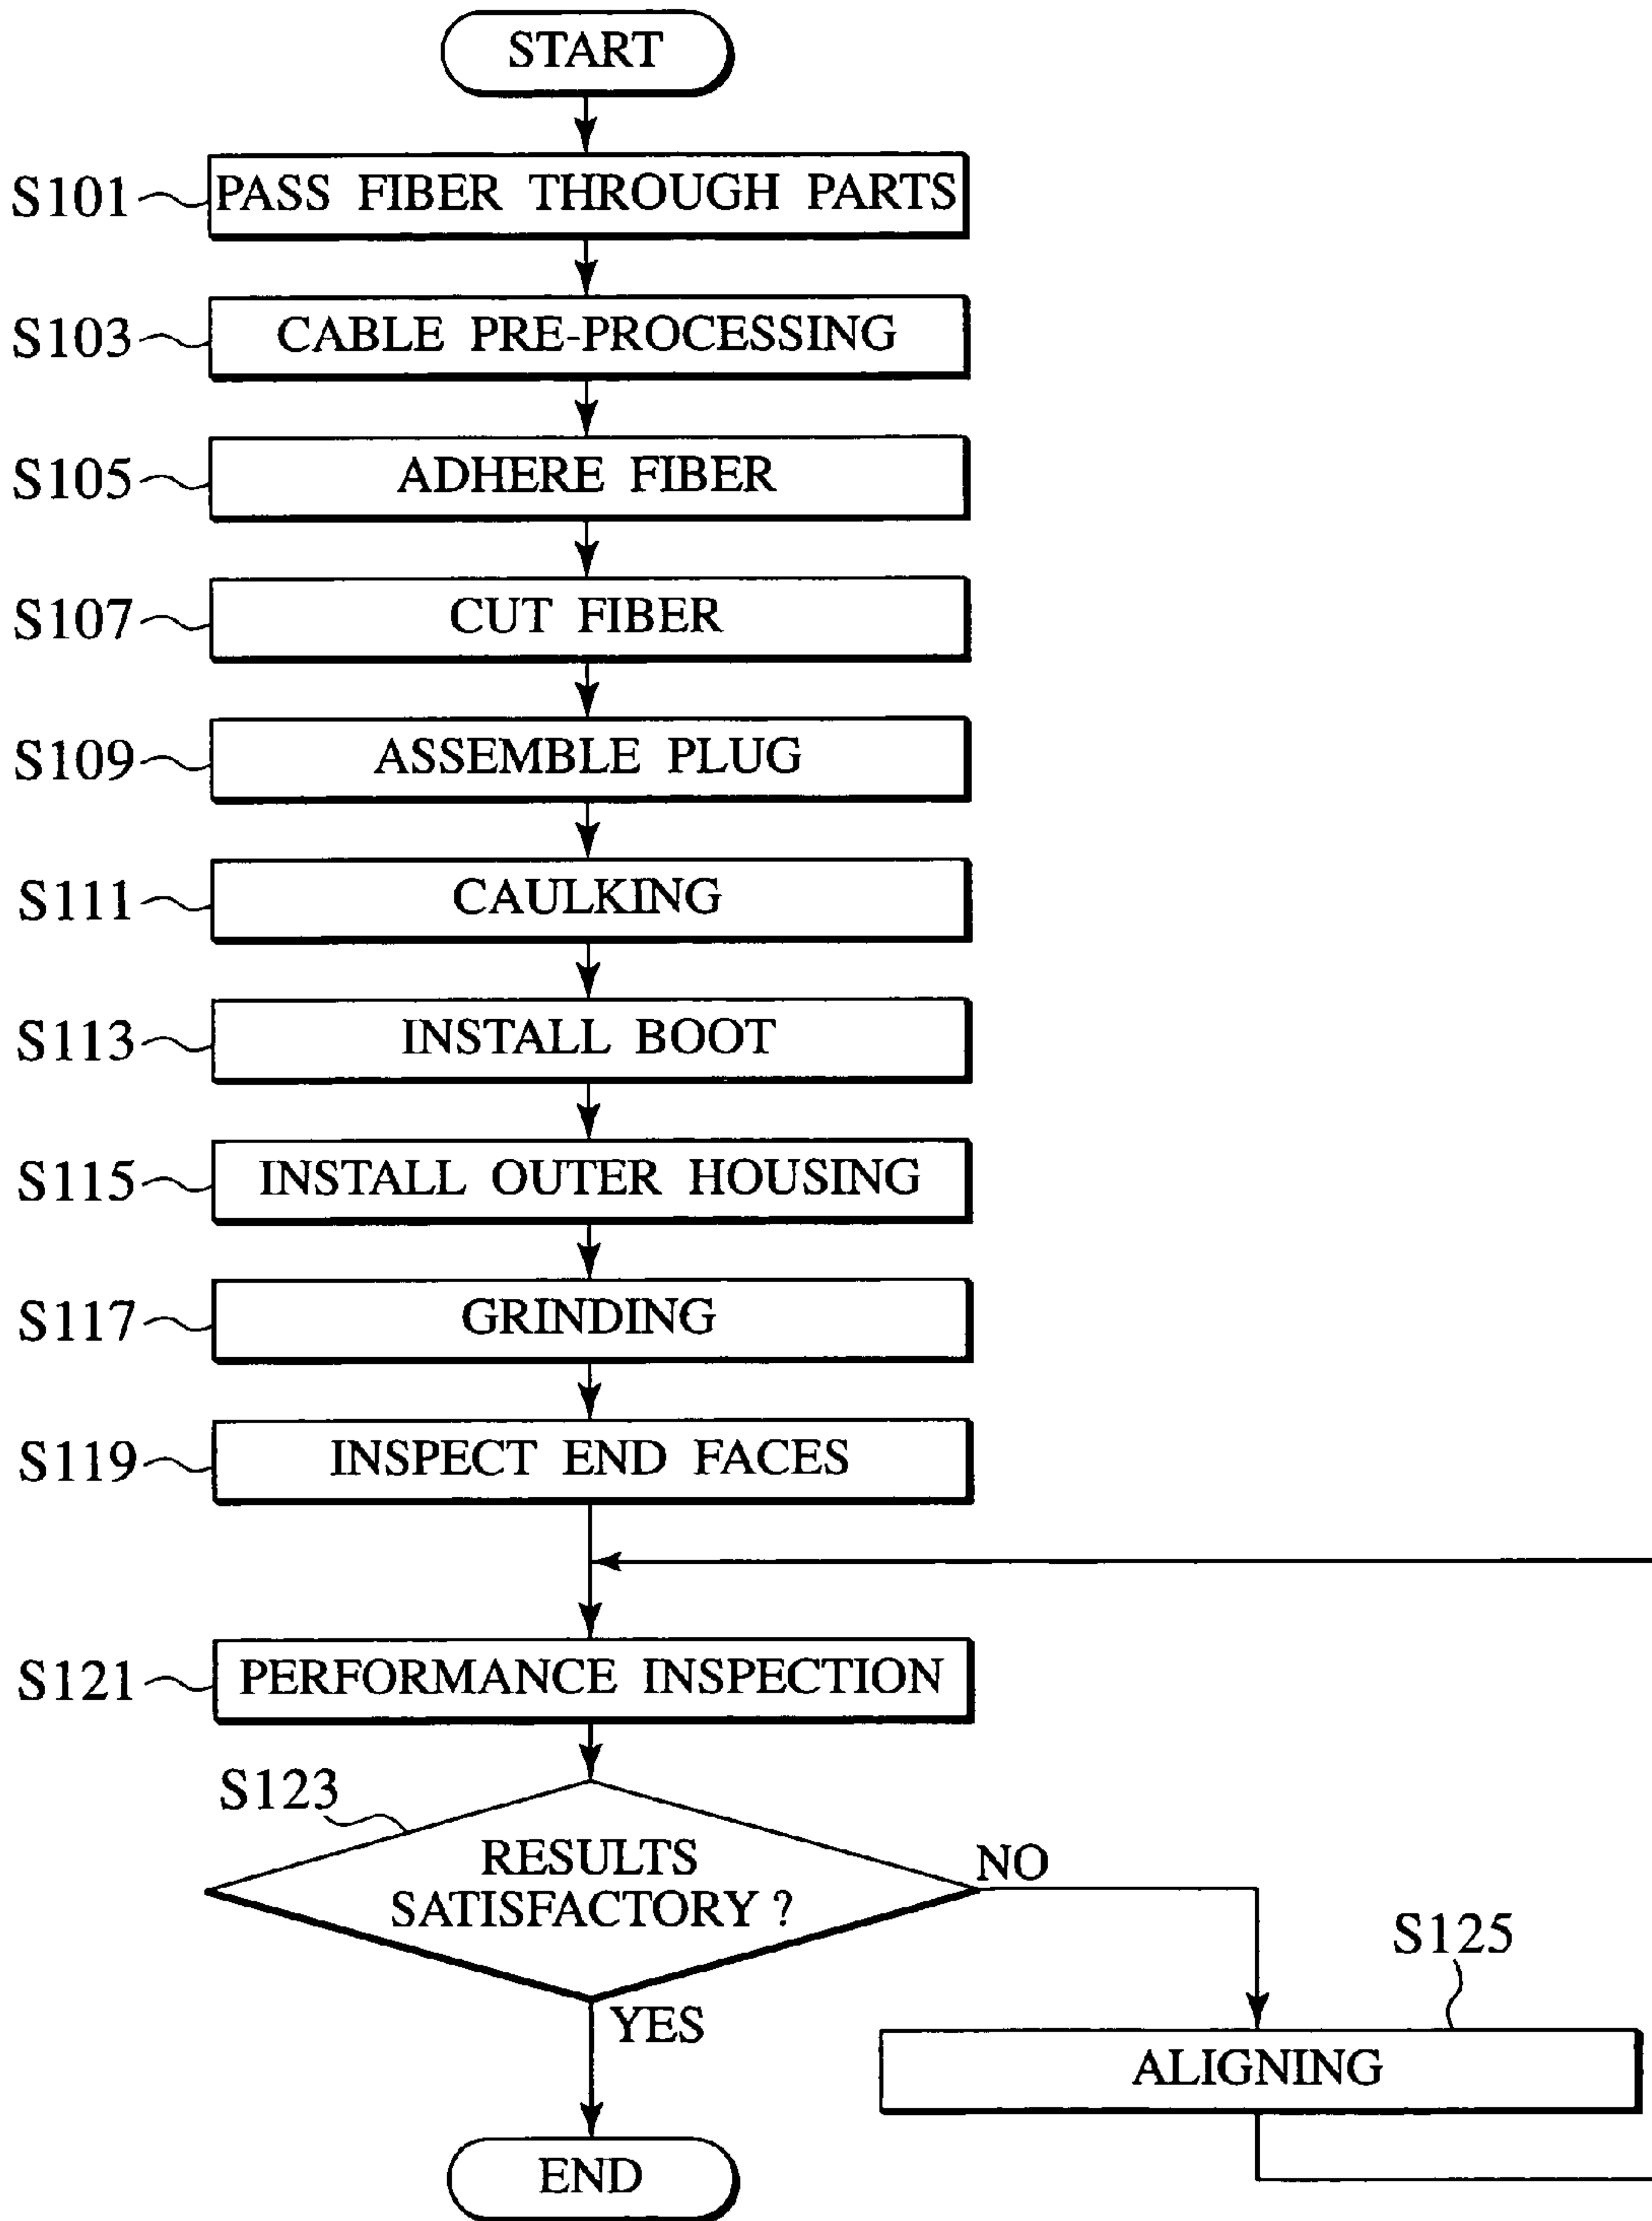 START
S101 PASS FIBER THROUGH PARTS
S103 CABLE PRE-PROCESSING
S105 ADHERE FIBER
S107 CUT FIBER
S109 ASSEMBLE PLUG
S111 CAULKING
S113 INSTALL BOOT
S115 INSTALL OUTER HOUSING
S117 GRINDING
S119 INSPECT END FACES
S121 PERFORMANCE INSPECTION
S123
RESULTS
SATISFACTORY ?
NO
S125
YES
ALIGNING
END